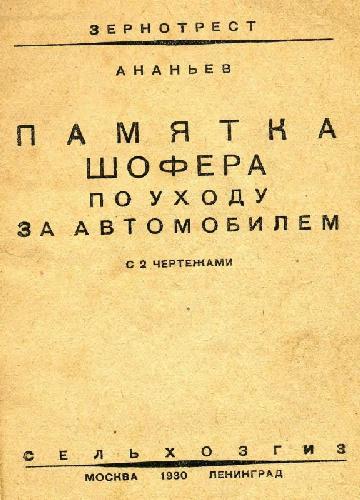 ЗЕРНОТРЕСТ
АНАНЬЕВ
ПАМЯТКА
ШОФЕРА
ПО УХОДУ
ЗА АВТОМОБИЛЕМ
С 2 ЧЕРТЕЖАМИ
СЕЛЬХОЗГИЗ
МОСКВА 1930 ЛЕНИНГРАД